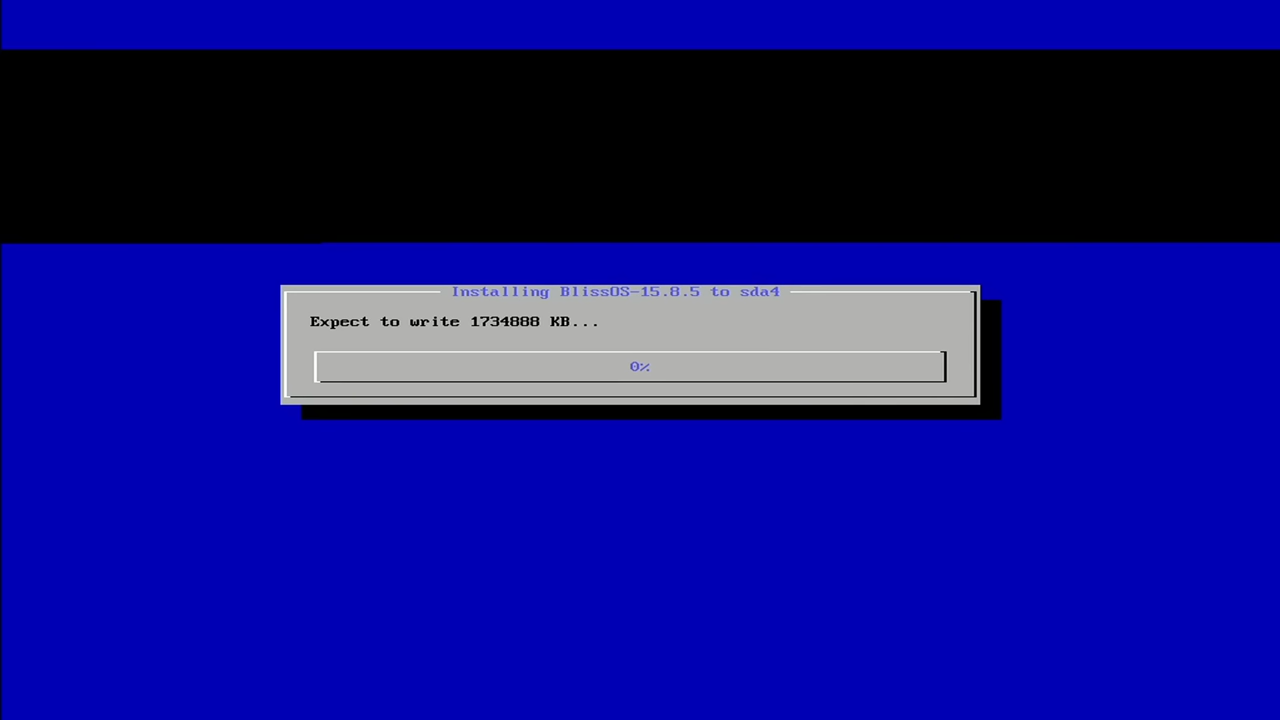 Installing BlissOS-15.8.5 to sda4
Expect to write 1734888 KB...
0%